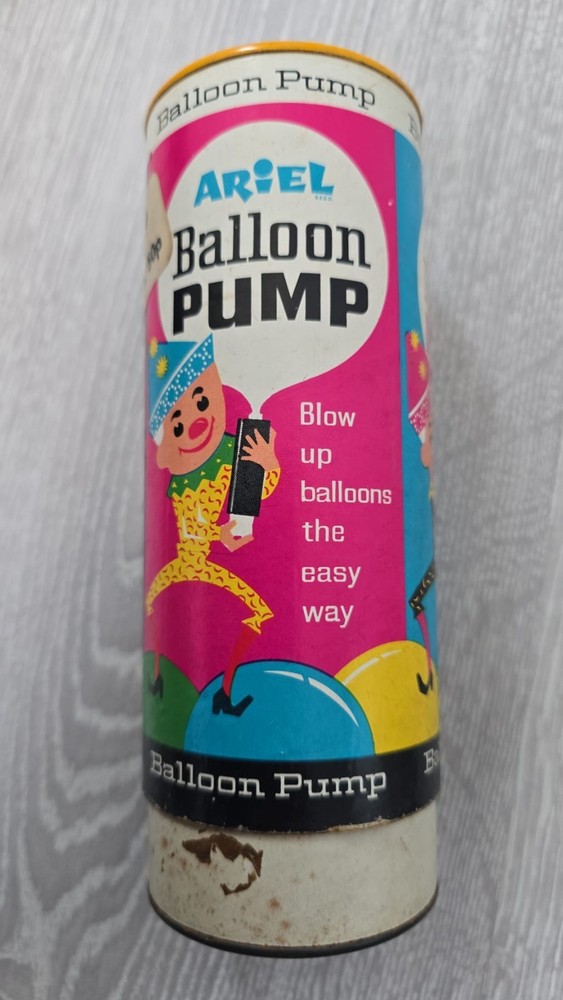 Balloon Pump
ARiEL
Balloon
PUMP
Blow
up
balloons
the
easy
way
Balloon Pump